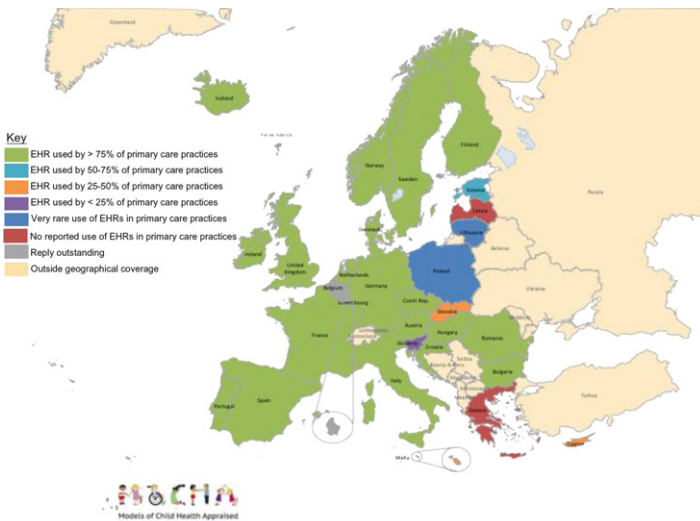 Greenland
Iceland
Faroe Islands
Key
EHR used by > 75% of primary care practices
EHR used by 50-75% of primary care practices
EHR used by 25-50% of primary care practices
EHR used by < 25% of primary care practices
Very rare use of EHRs in primary care practices
No reported use of EHRs in primary care practices
Reply outstanding
Outside geographical coverage
Finland
Norway
Sweden
Estonia
Russia
Latvia
Denmark
Lithuania
Ireland
United
Kingdom
Belarus
Netherlands
Poland
Belgium
Germany
Ukraine
Luxembourg
Czech Rep.
Slovakia
Austria
Hungary
Moldova
France
Slovenia
Croatia
Romania
Serbia
Italy
Bulgaria
Portugal
Spain
Greece
Turkey
Cyprus
Malta
MOCHA
Models of Child Health Appraised